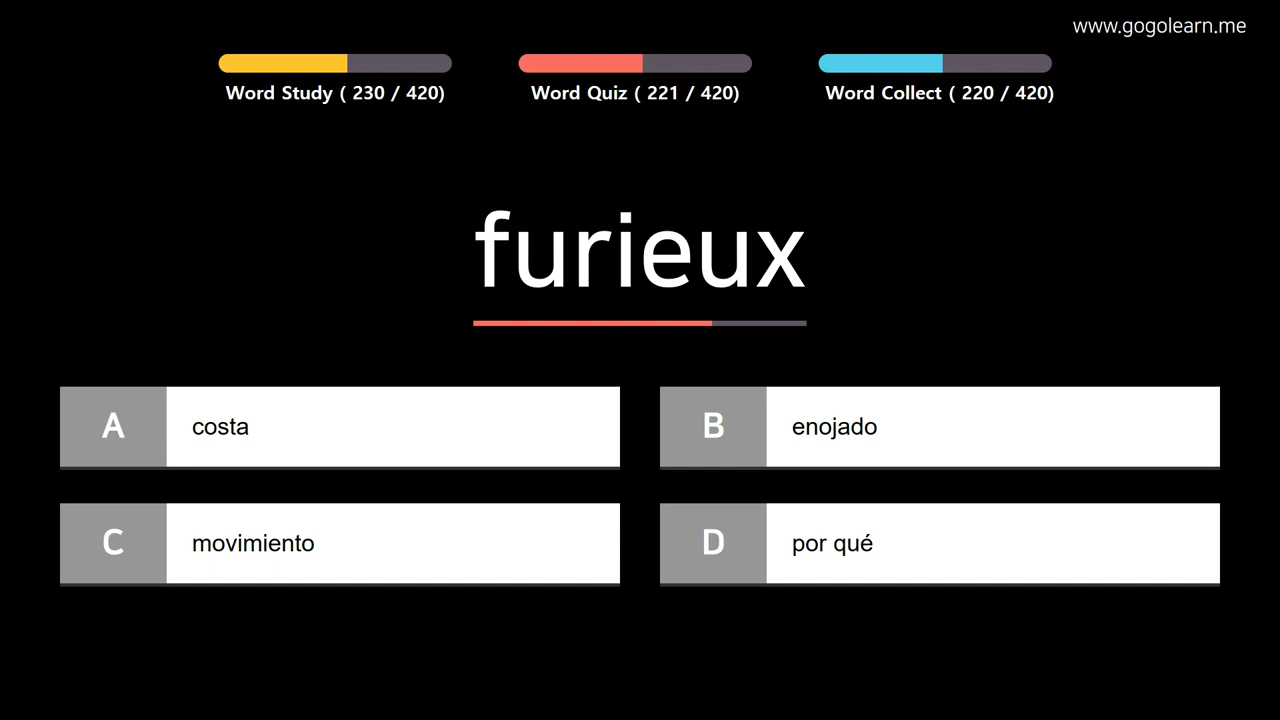 www.gogolearn.me
Word Study ( 230 / 420)
Word Quiz ( 221 / 420)
Word Collect ( 220 / 420)
furieux
A
costa
B
enojado
C
movimiento
D
por qué